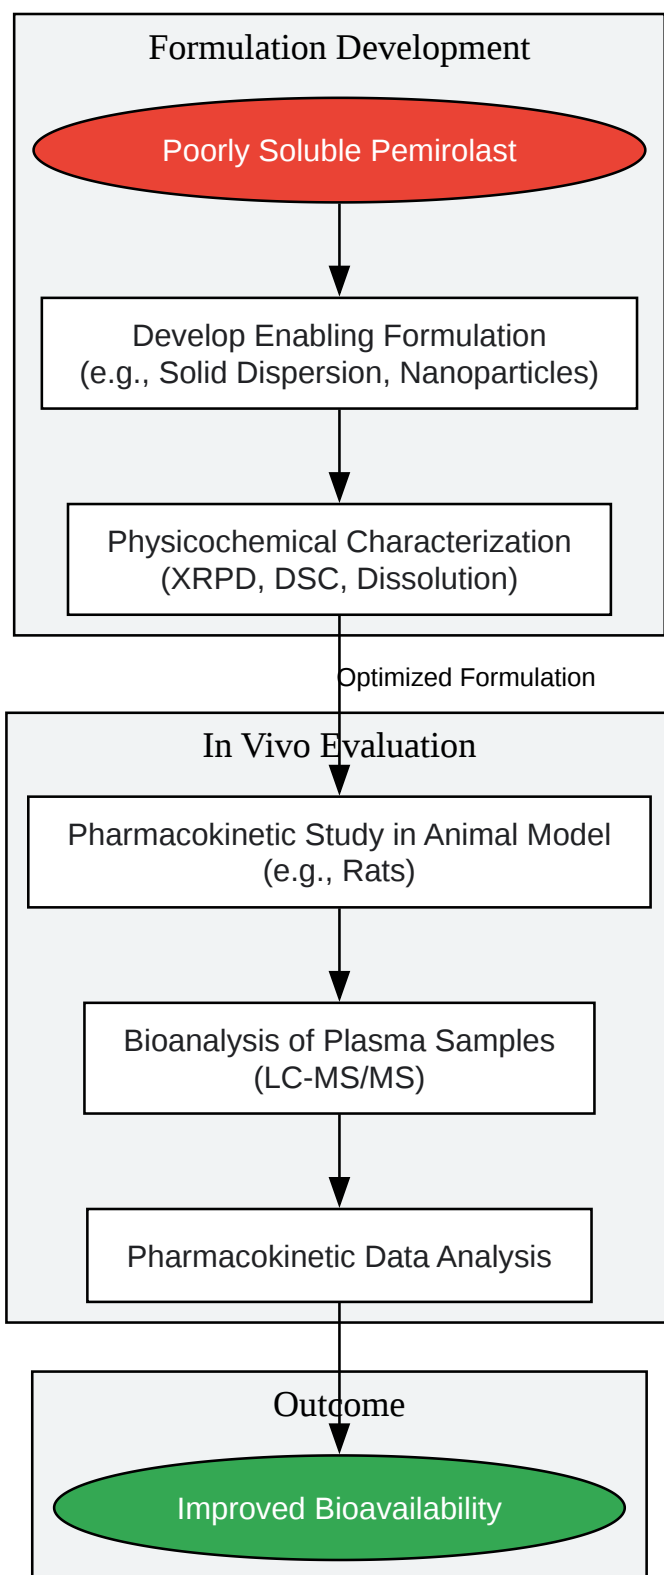 Formulation Development
Poorly Soluble Pemirolast
Develop Enabling Formulation
(e.g., Solid Dispersion, Nanoparticles)
Physicochemical Characterization
(XRPD, DSC, Dissolution)
Optimized Formulation
In Vivo Evaluation
Pharmacokinetic Study in Animal Model
(e.g., Rats)
Bioanalysis of Plasma Samples
(LC-MS/MS)
Pharmacokinetic Data Analysis
Outcome
Improved Bioavailability